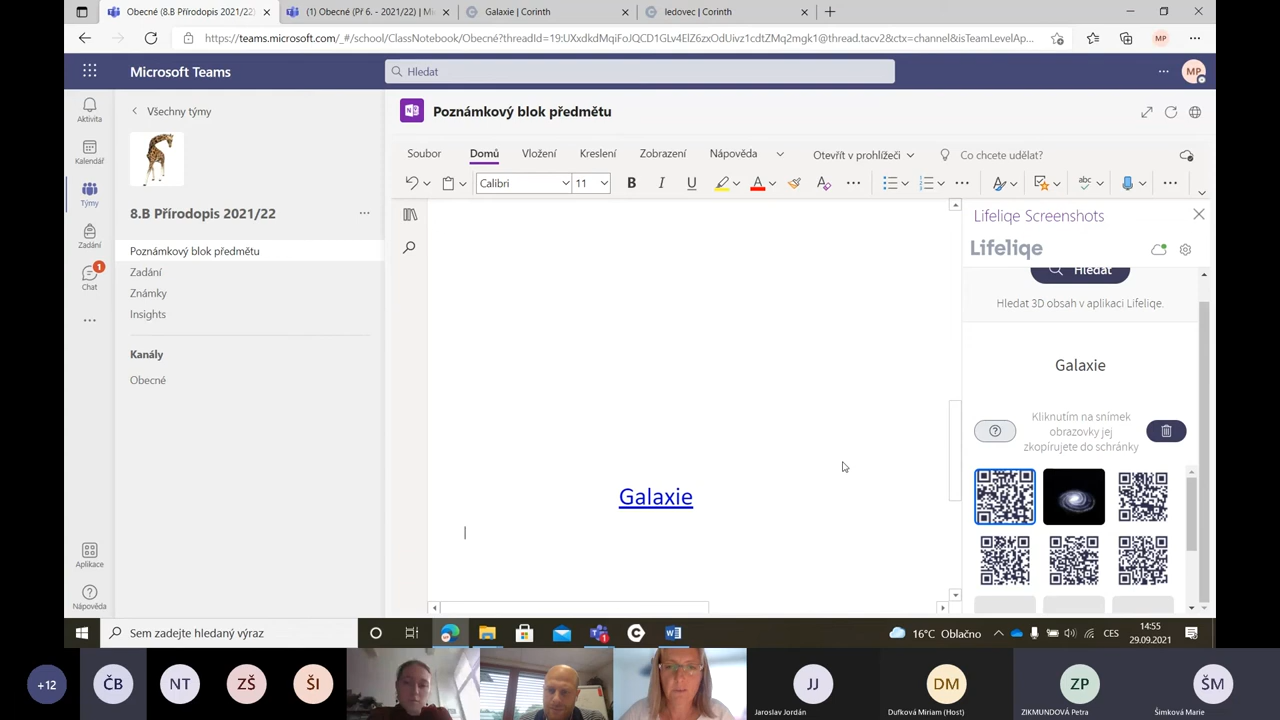 Obecné (8.B Přírodopis 2021/22)
(1) Obecné (Př 6. - 2021/22) | Mi
Galaxie | Corinth
ledovec | Corinth
https://teams.microsoft.com/_#/school/ClassNotebook/Obecné?threadId=19:UXxdkdMqiFoJQCD1GLv4ElZ6zxOdUivz1cdtZMq2mgk1@thread.tacv2&ctx=channel&isTeamLevelAp...
MP
Microsoft Teams
Hledat
MP
Aktivita
Kalendář
Týmy
Zadání
Chat
1
Aplikace
Nápověda
Všechny týmy
8.B Přírodopis 2021/22
Poznámkový blok předmětu
Zadání
Známky
Insights
Kanály
Obecné
Poznámkový blok předmětu
Soubor Domů Vložení Kreslení Zobrazení Nápověda Otevřít v prohlížeči Co chcete udělat?
Calibri 11 B I U A abc
Galaxie
Lifeliqe Screenshots
Lifeliqe
Hledat
Hledat 3D obsah v aplikaci Lifeliqe.
Galaxie
Kliknutím na snímek
obrazovky jej
zkopírujete do schránky
Sem zadejte hledaný výraz
16°C Oblačno
CES
14:55
29.09.2021
+12
ČB
NT
ZŠ
ŠI
JJ
Jaroslav Jordán
DM
Dufková Miriam (Host)
ZP
ZIKMUNDOVÁ Petra
ŠM
Šimková Marie